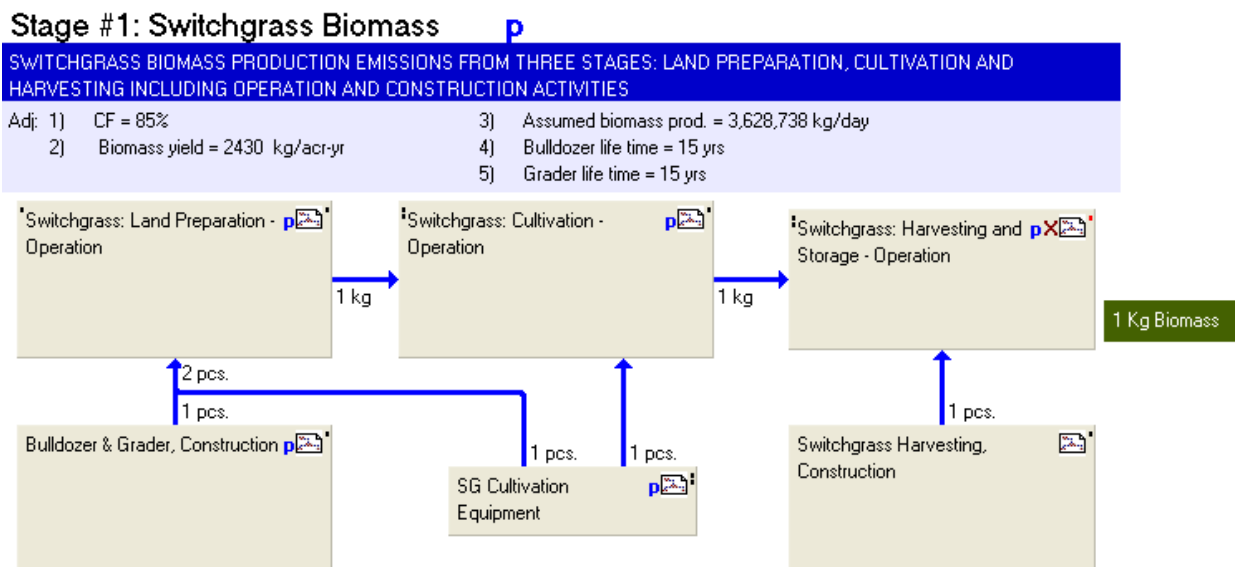 Stage #1: Switchgrass Biomass p
SWITCHGRASS BIOMASS PRODUCTION EMISSIONS FROM THREE STAGES: LAND PREPARATION, CULTIVATION AND
HARVESTING INCLUDING OPERATION AND CONSTRUCTION ACTIVITIES
Adj: 1) CF = 85%
2) Biomass yield = 2430 kg/acr-yr
3) Assumed biomass prod. = 3,628,738 kg/day
4) Bulldozer life time = 15 yrs
5) Grader life time = 15 yrs
Switchgrass: Land Preparation - p
Operation
1 kg
Switchgrass: Cultivation - p
Operation
1 kg
Switchgrass: Harvesting and pX
Storage - Operation
1 Kg Biomass
2 pcs.
1 pcs.
Bulldozer & Grader, Construction p
1 pcs.
1 pcs.
SG Cultivation p
Equipment
1 pcs.
Switchgrass Harvesting,
Construction